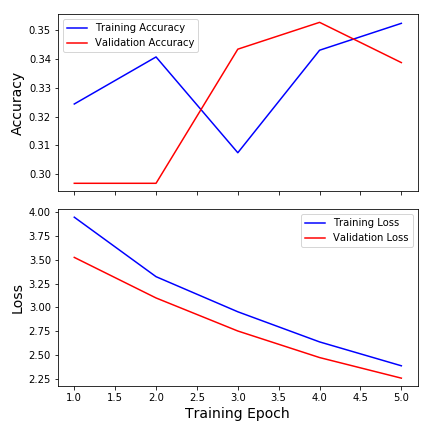 Training Accuracy
Validation Accuracy
0.35
0.34
0.33
0.32
0.31
0.30
Accuracy
Training Loss
Validation Loss
4.00
3.75
3.50
3.25
3.00
2.75
2.50
2.25
Loss
1.0 1.5 2.0 2.5 3.0 3.5 4.0 4.5 5.0
Training Epoch